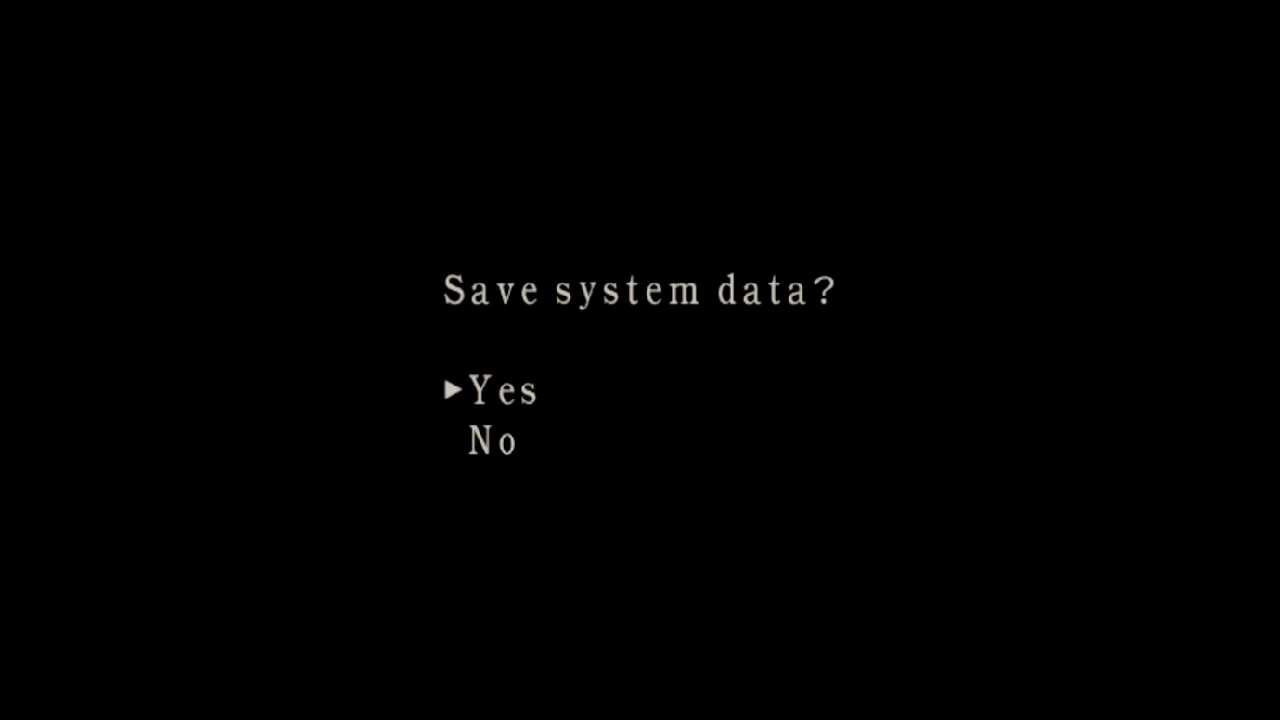 Save system data?
►Yes
No